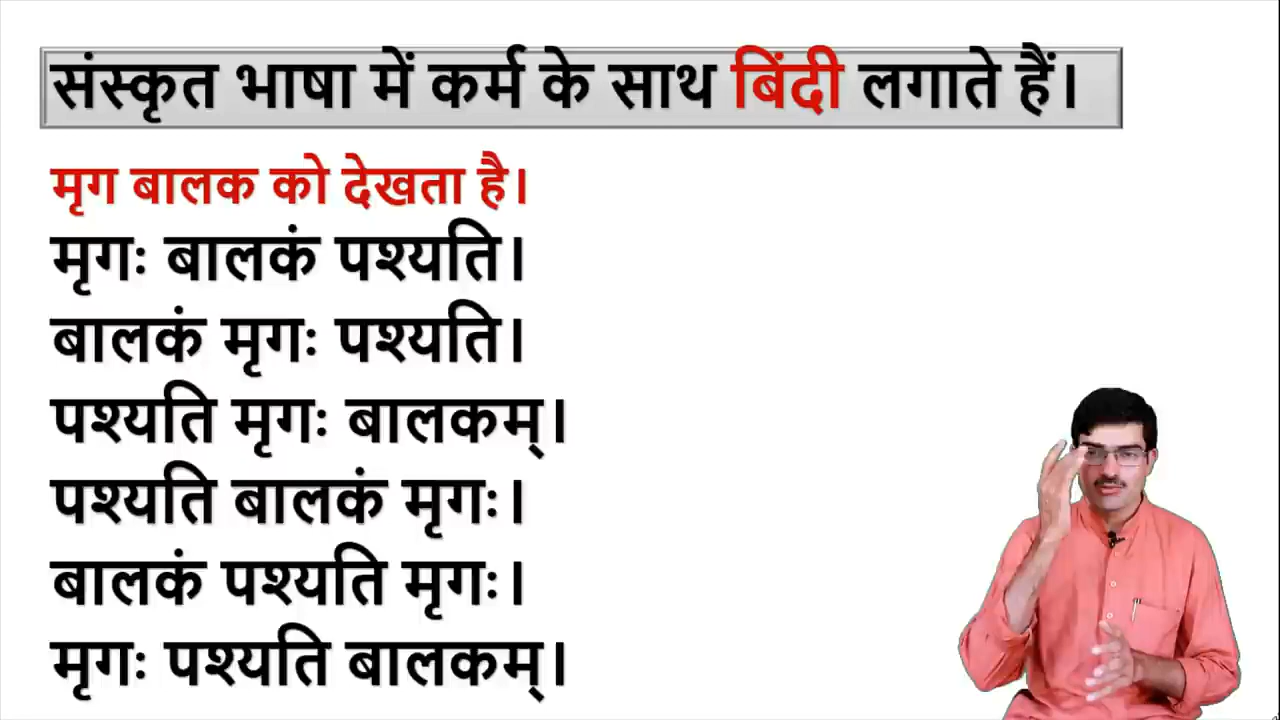 संस्कृत भाषा में कर्म के साथ बिंदी लगाते हैं।
मृग बालक को देखता है।
मृगः बालकं पश्यति।
बालकं मृगः पश्यति।
पश्यति मृगः बालकम्।
पश्यति बालकं मृगः।
बालकं पश्यति मृगः।
मृगः पश्यति बालकम्।